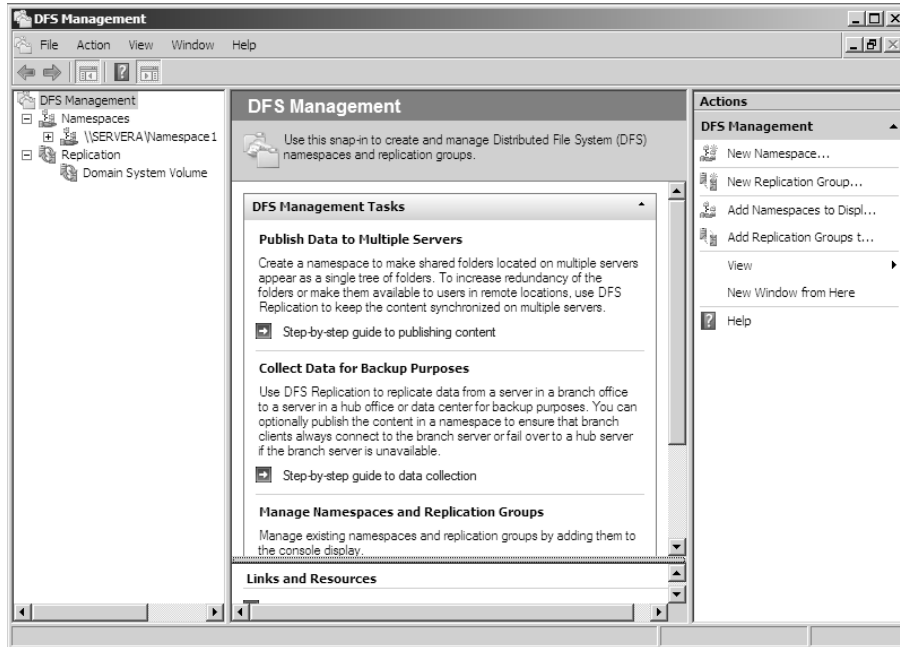 DFS Management
File Action View Window Help
DFS Management
Namespaces
\\SERVERA\Namespace1
Replication
Domain System Volume
DFS Management
Use this snap-in to create and manage Distributed File System (DFS)
namespaces and replication groups.
DFS Management Tasks
Publish Data to Multiple Servers
Create a namespace to make shared folders located on multiple servers
appear as a single tree of folders. To increase redundancy of the
folders or make them available to users in remote locations, use DFS
Replication to keep the content synchronized on multiple servers.
Step-by-step guide to publishing content
Collect Data for Backup Purposes
Use DFS Replication to replicate data from a server in a branch office
to a server in a hub office or data center for backup purposes. You can
optionally publish the content in a namespace to ensure that branch
clients always connect to the branch server or fail over to a hub server
if the branch server is unavailable.
Step-by-step guide to data collection
Manage Namespaces and Replication Groups
Manage existing namespaces and replication groups by adding them to
the console display.
Links and Resources
Actions
DFS Management
New Namespace...
New Replication Group...
Add Namespaces to Displ...
Add Replication Groups t...
View
New Window from Here
Help